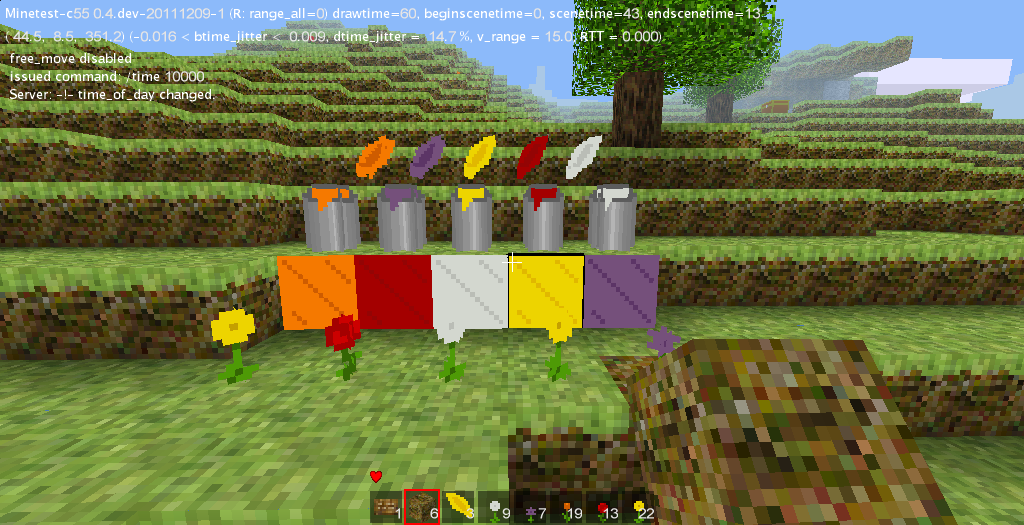 Minetest-c55 0.4.dev-20111209-1 (R: range_all=0) drawtime=60, beginscenetime=0, scenetime=43, endscenetime=13
( 44.5, 8.5, 351.2) (-0.016 < btime_jitter < 0.009, dtime_jitter = 14.7 %, v_range = 15.0, RTT = 0.000)
free_move disabled
issued command: /time 10000
Server: -!- time_of_day changed.
1 6 3 9 7 19 13 22